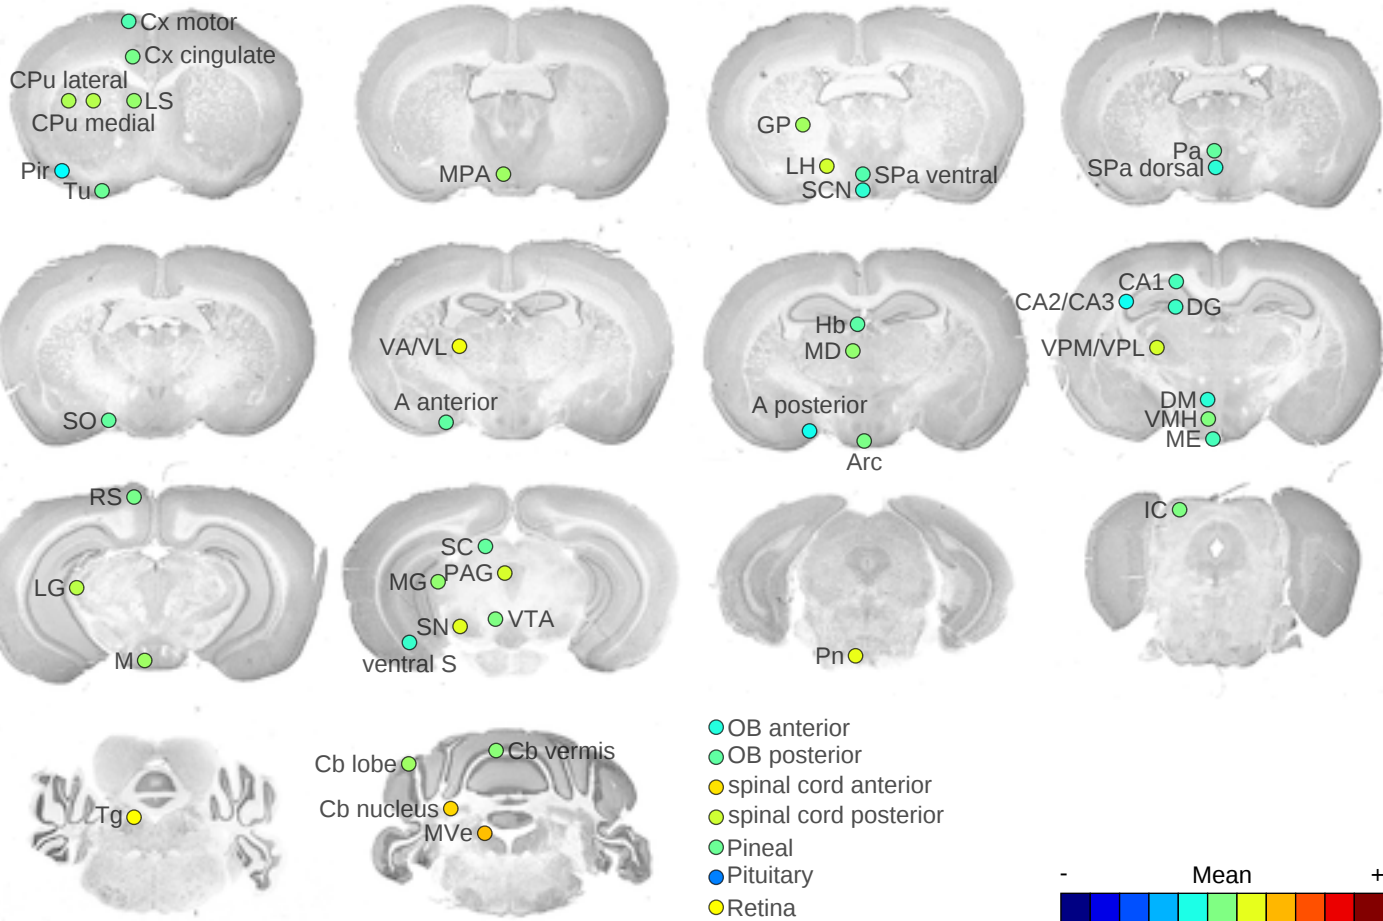 Cx motor
Cx cingulate
CPu lateral
LS
CPu medial
Pir
Tu
MPA
GP
LH
SPa ventral
SCN
Pa
SPa dorsal
SO
VA/VL
A anterior
Hb
MD
A posterior
Arc
CA1
CA2/CA3
DG
VPM/VPL
DM
VMH
ME
RS
LG
M
SC
PAG
MG
VTA
SN
ventral S
Pn
IC
Tg
Cb vermis
Cb lobe
Cb nucleus
MVe
OB anterior
OB posterior
spinal cord anterior
spinal cord posterior
Pineal
Pituitary
Retina
- Mean +